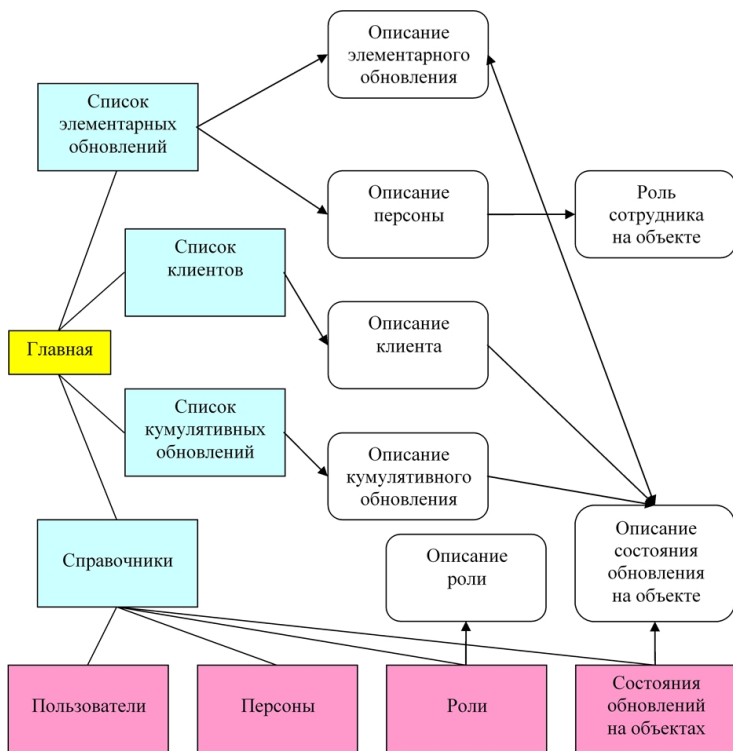 Описание
элементарного
обновления
Список
элементарных
обновлений
Описание
персоны
Роль
сотрудника
на объекте
Список
клиентов
Описание
клиента
Главная
Список
кумулятивных
обновлений
Описание
кумулятивного
обновления
Справочники
Описание
роли
Описание
состояния
обновления
на объекте
Пользователи
Персоны
Роли
Состояния
обновлений
на объектах